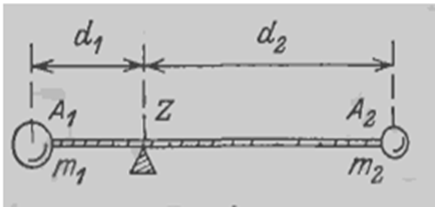 d₁ d₂
A₁ Z A₂
m₁ m₂